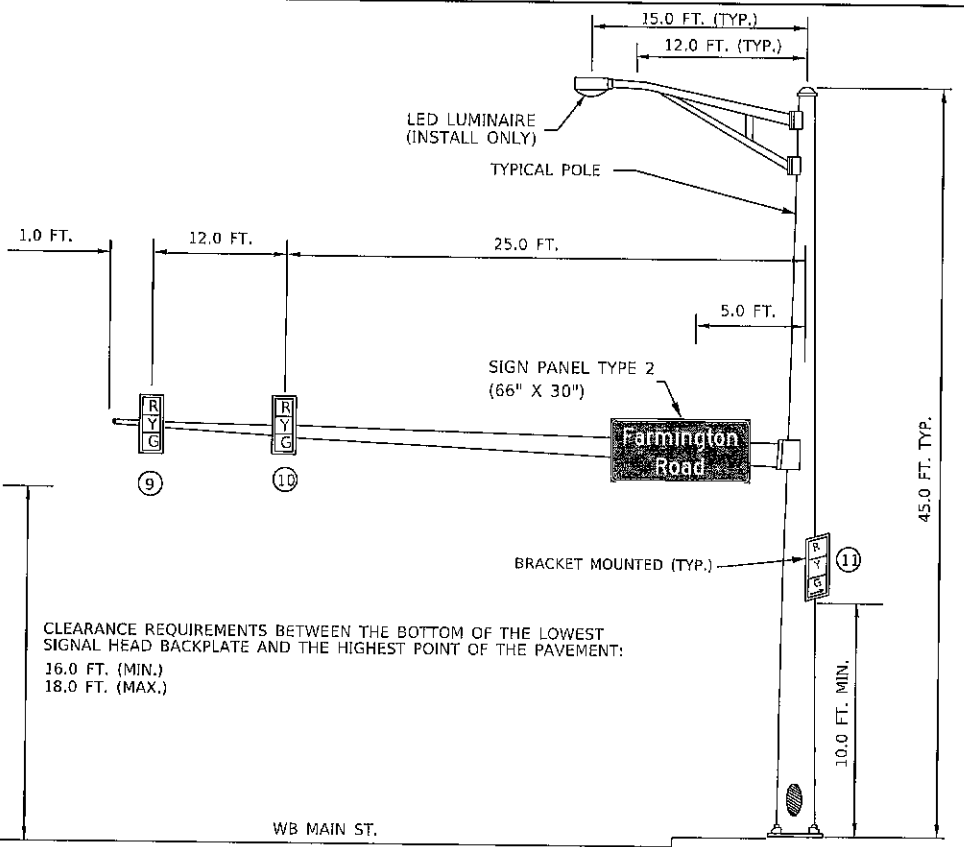 15.0 FT. (TYP.)
12.0 FT. (TYP.)
LED LUMINAIRE
(INSTALL ONLY)
TYPICAL POLE
1.0 FT.
12.0 FT.
25.0 FT.
5.0 FT.
SIGN PANEL TYPE 2
(66" X 30")
R
Y
G
R
Y
G
Farmington
Road
9
10
45.0 FT. TYP.
BRACKET MOUNTED (TYP.)
R
Y
G
11
CLEARANCE REQUIREMENTS BETWEEN THE BOTTOM OF THE LOWEST
SIGNAL HEAD BACKPLATE AND THE HIGHEST POINT OF THE PAVEMENT:
16.0 FT. (MIN.)
18.0 FT. (MAX.)
10.0 FT. MIN.
WB MAIN ST.